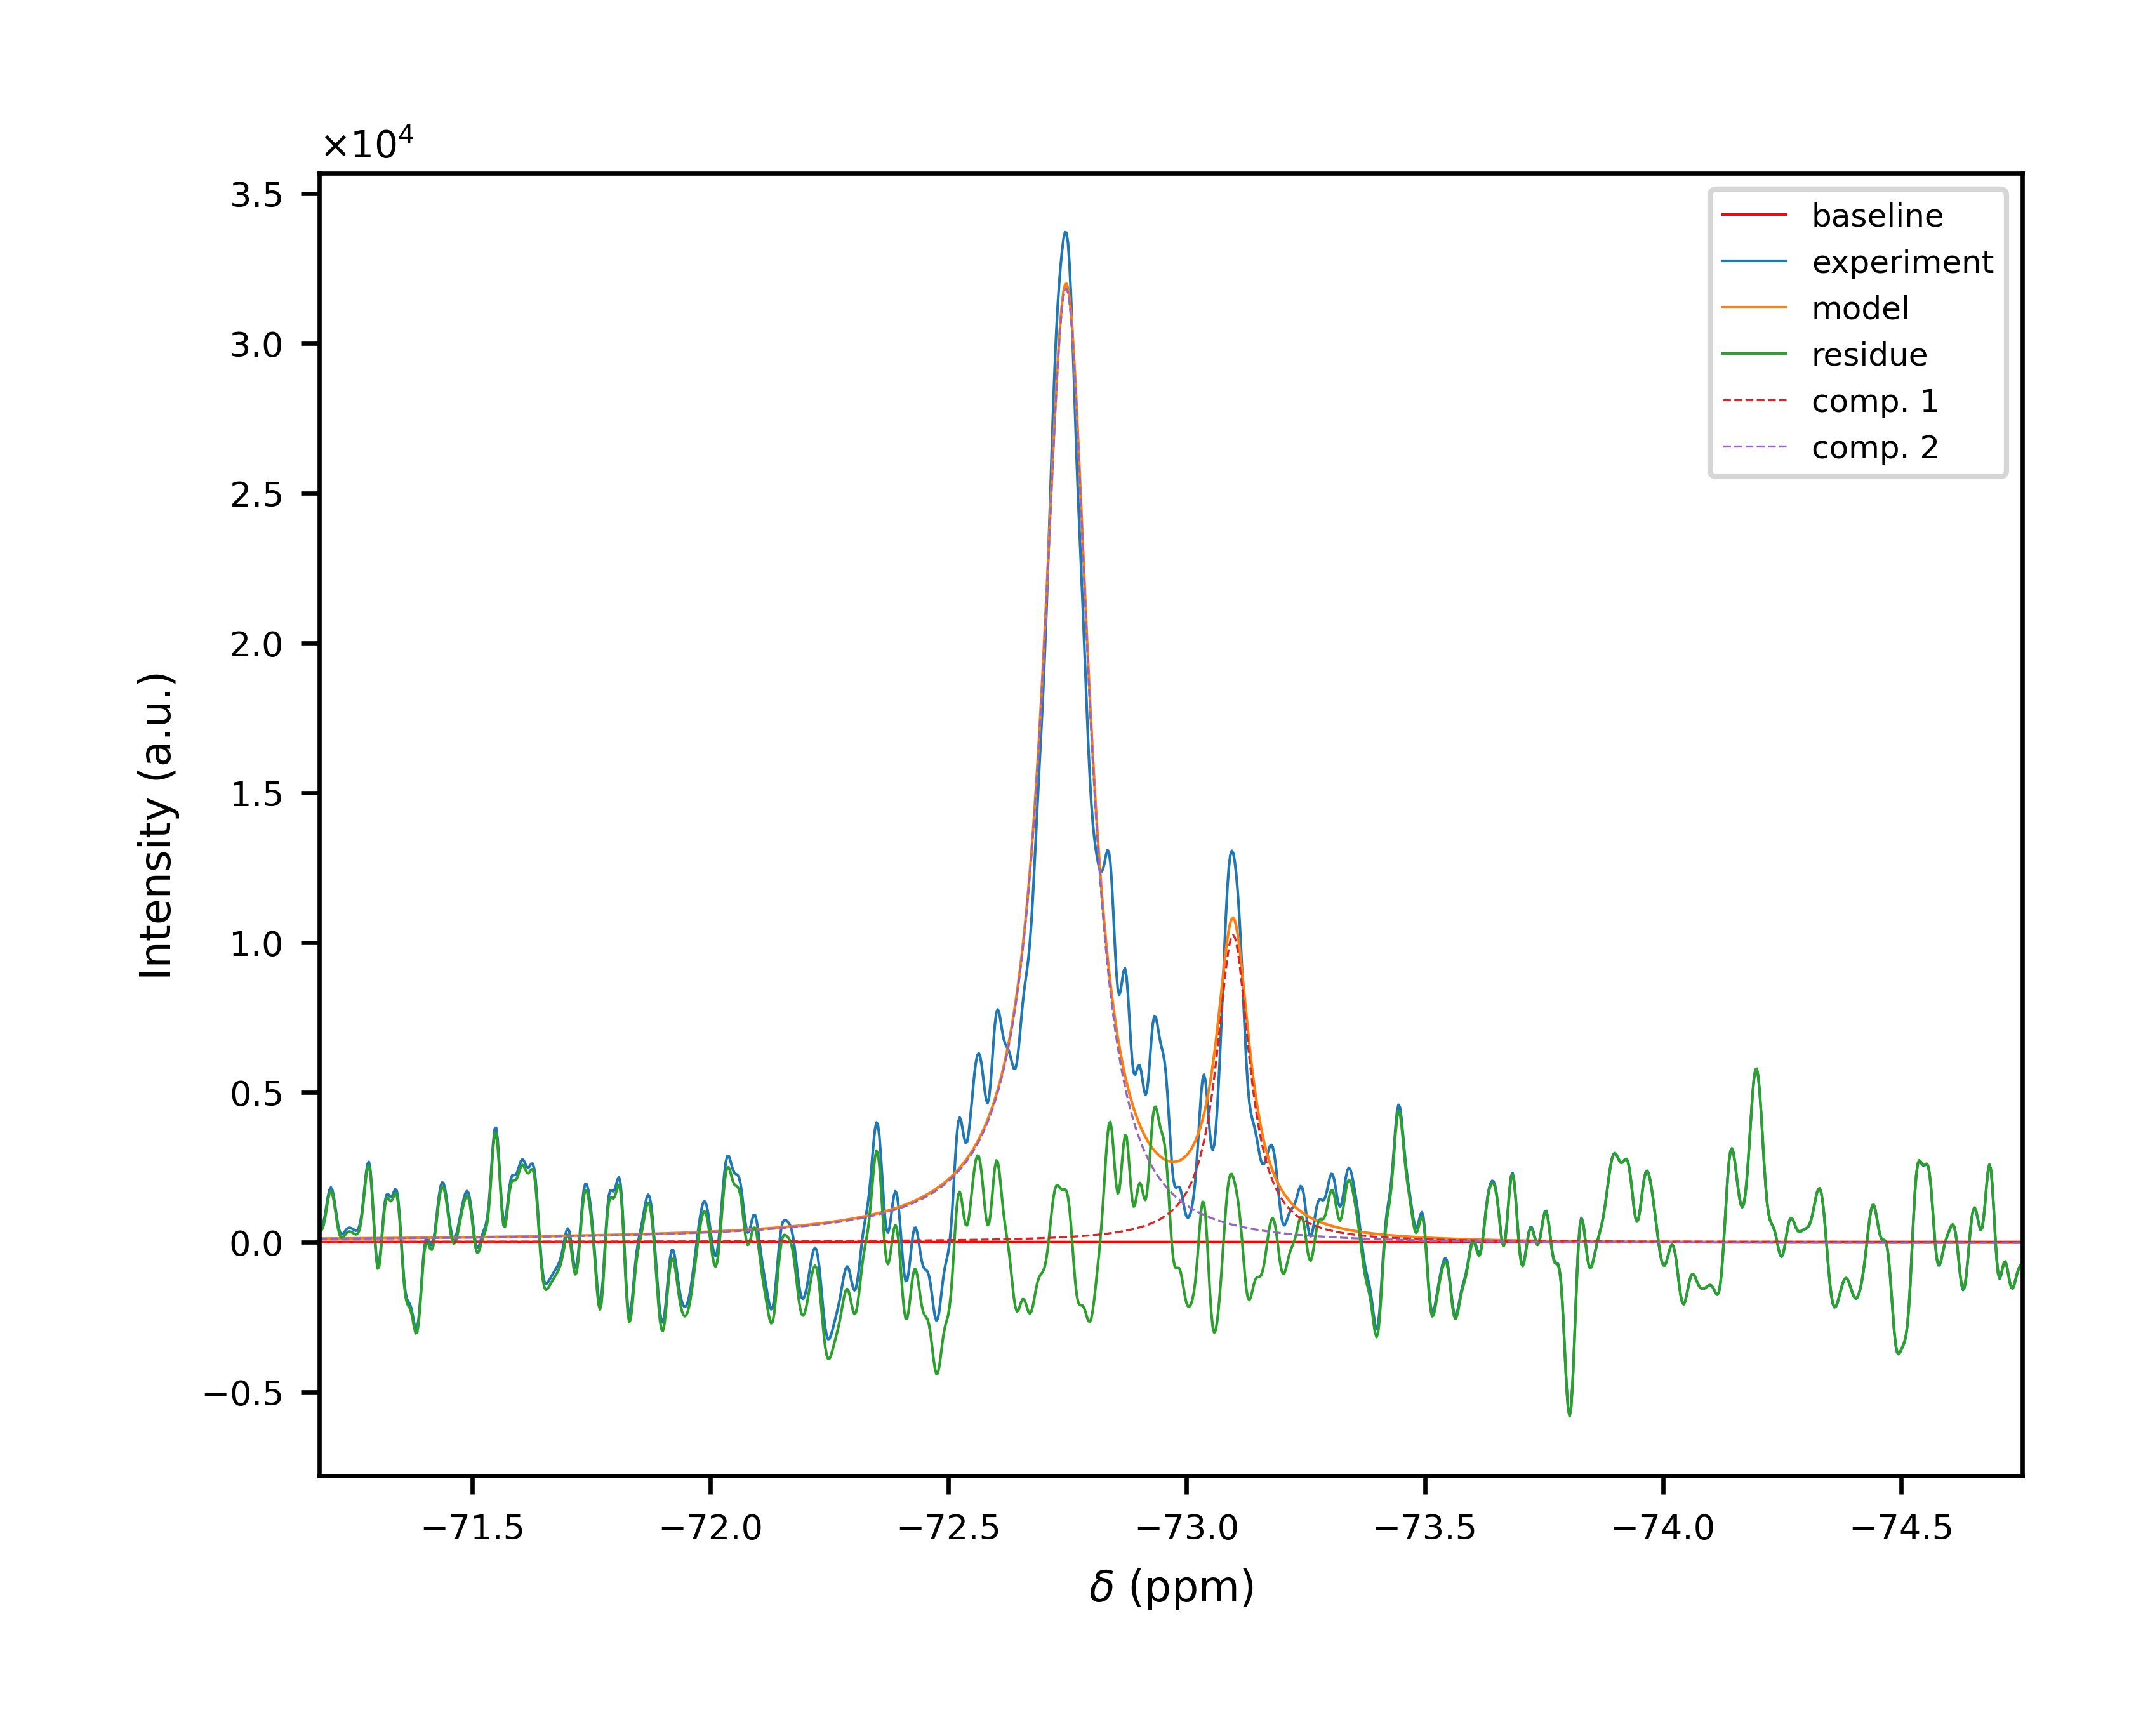 ×10⁴
3.5
3.0
2.5
2.0
1.5
1.0
0.5
0.0
−0.5
Intensity (a.u.)
baseline
experiment
model
residue
comp. 1
comp. 2
−71.5 −72.0 −72.5 −73.0 −73.5 −74.0 −74.5
δ (ppm)